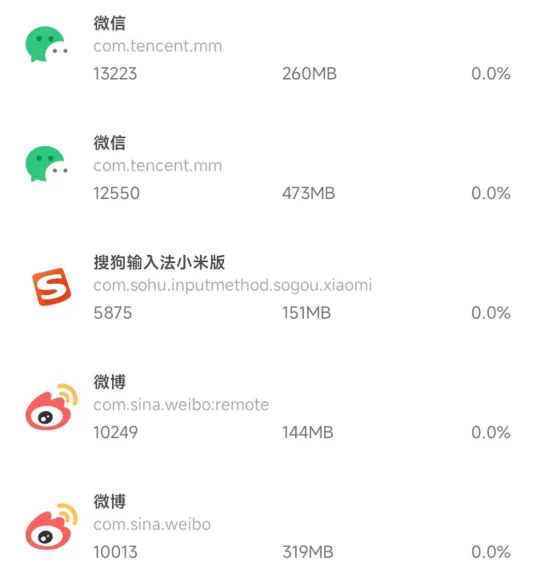 微信
com.tencent.mm
13223 260MB 0.0%
微信
com.tencent.mm
12550 473MB 0.0%
搜狗输入法小米版
com.sohu.inputmethod.sogou.xiaomi
5875 151MB 0.0%
微博
com.sina.weibo:remote
10249 144MB 0.0%
微博
com.sina.weibo
10013 319MB 0.0%